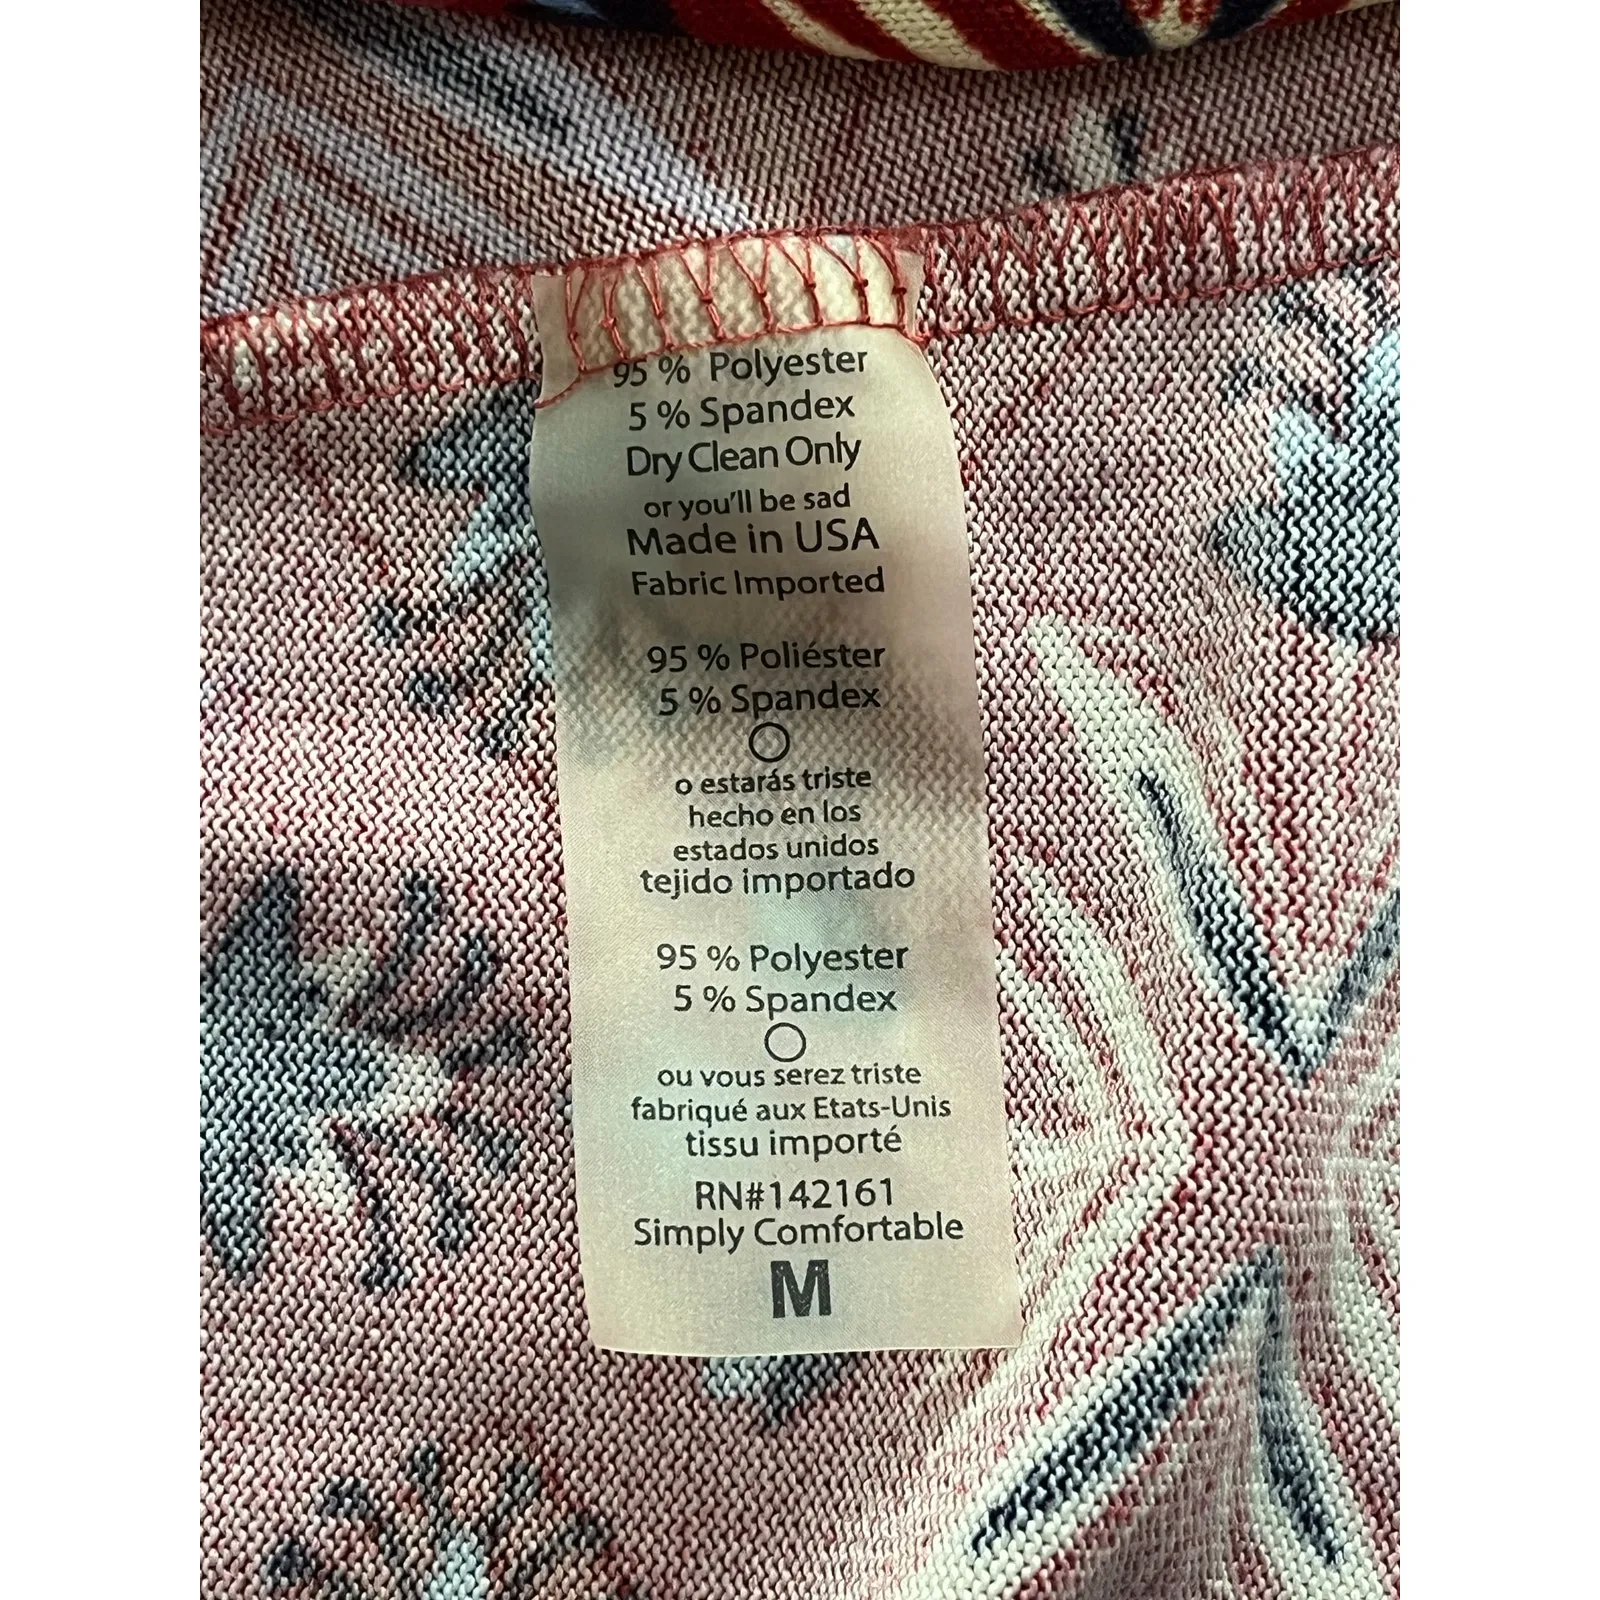 95 % Polyester
5 % Spandex
Dry Clean Only
or you'll be sad
Made in USA
Fabric Imported
95 % Poliéster
5 % Spandex
o estarás triste
hecho en los
estados unidos
tejido importado
95 % Polyester
5 % Spandex
ou vous serez triste
fabriqué aux Etats-Unis
tissu importé
RN#142161
Simply Comfortable
M